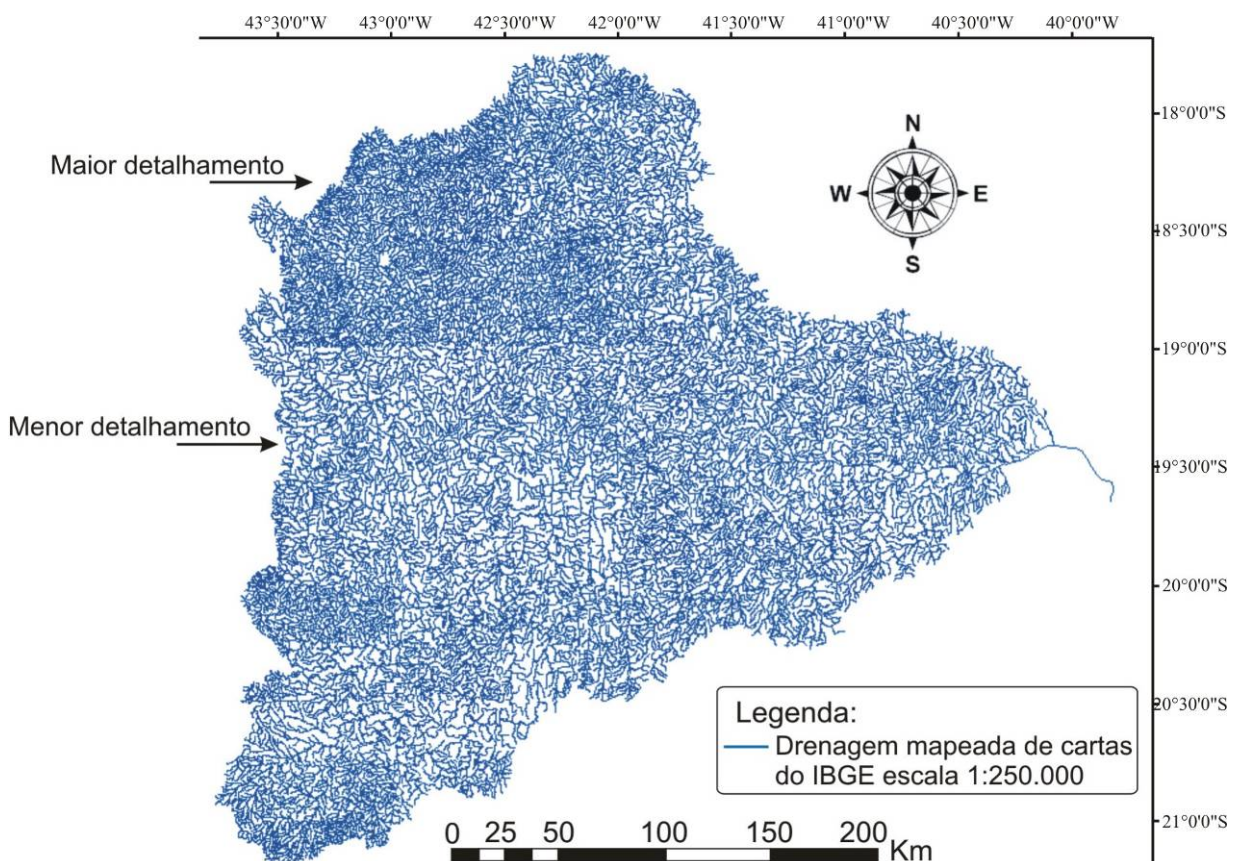 43°30'0"W 43°0'0"W 42°30'0"W 42°0'0"W 41°30'0"W 41°0'0"W 40°30'0"W 40°0'0"W
18°0'0"S
N
Maior detalhamento
W E
18°30'0"S
S
19°0'0"S
Menor detalhamento
19°30'0"S
20°0'0"S
20°30'0"S
Legenda:
Drenagem mapeada de cartas
do IBGE escala 1:250.000
21°0'0"S
0 25 50 100 150 200
Km